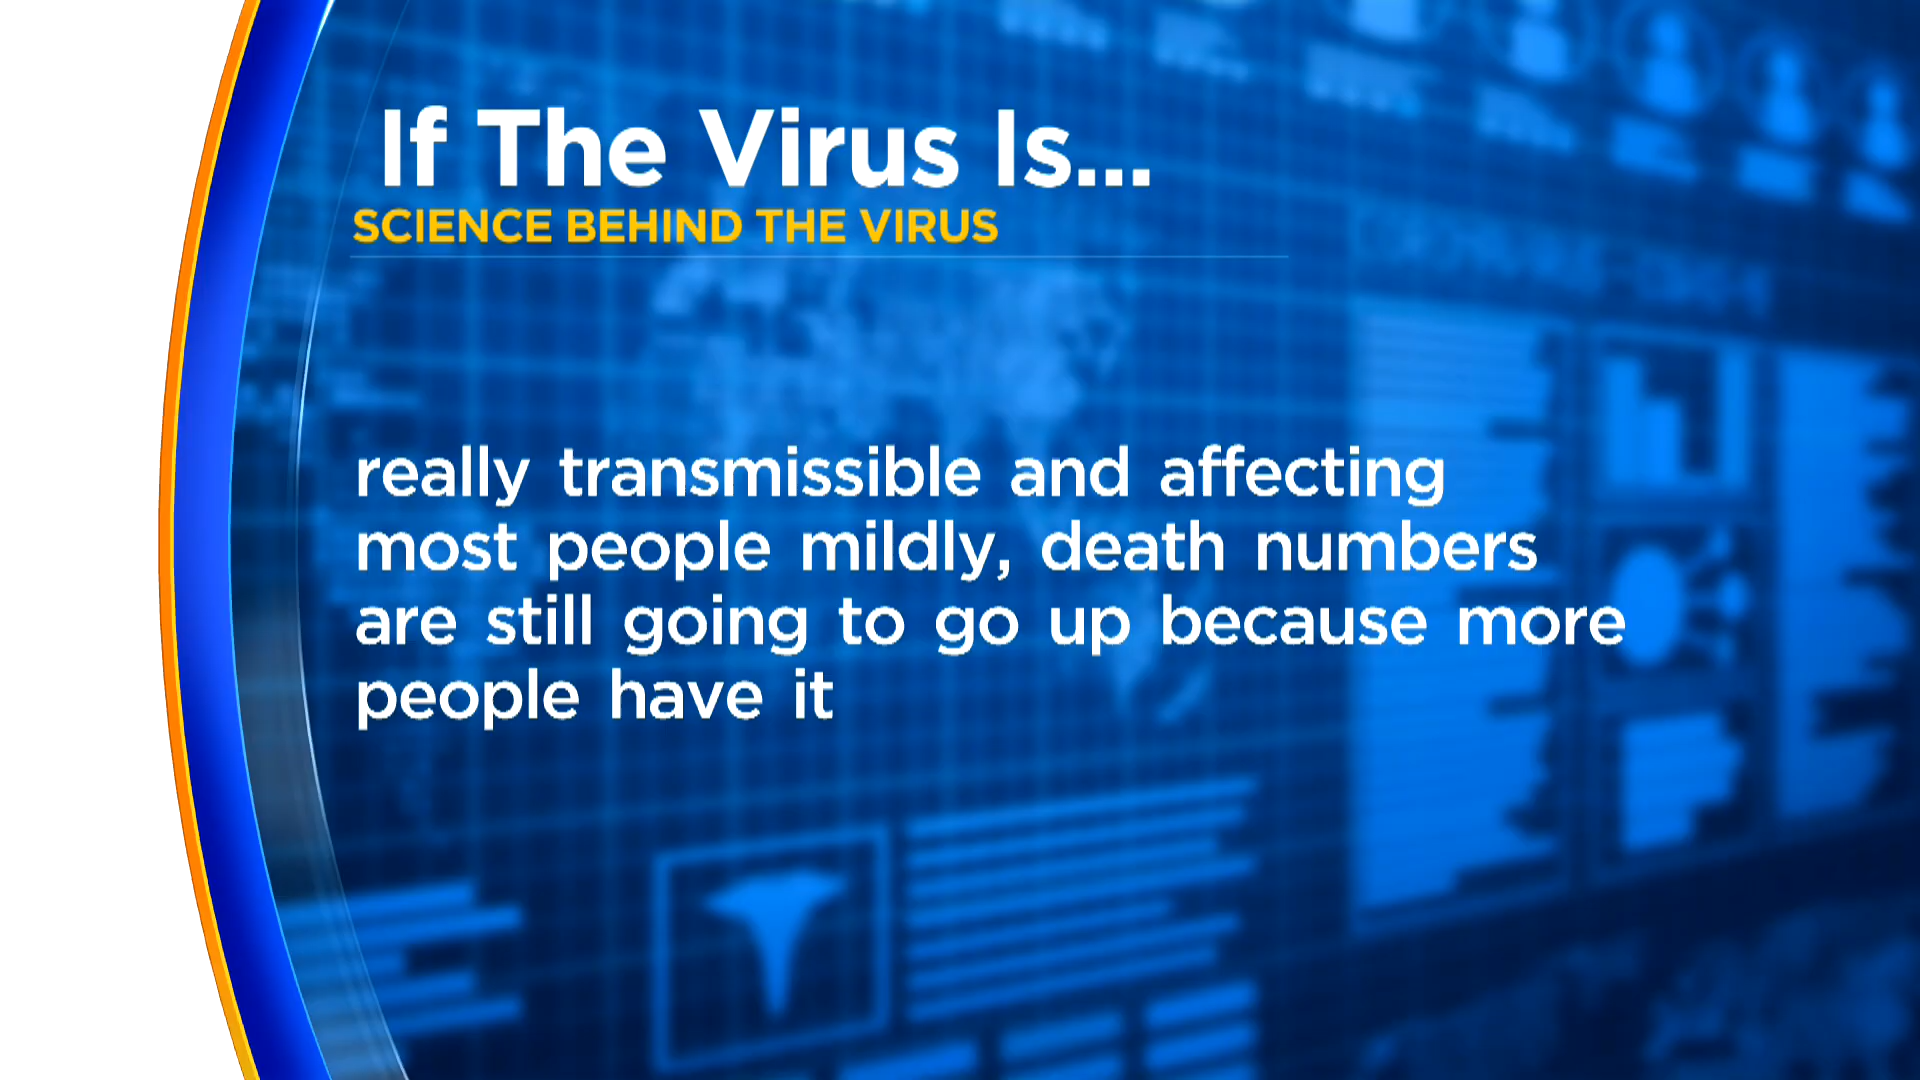 If The Virus Is...
SCIENCE BEHIND THE VIRUS
really transmissible and affecting
most people mildly, death numbers
are still going to go up because more
people have it